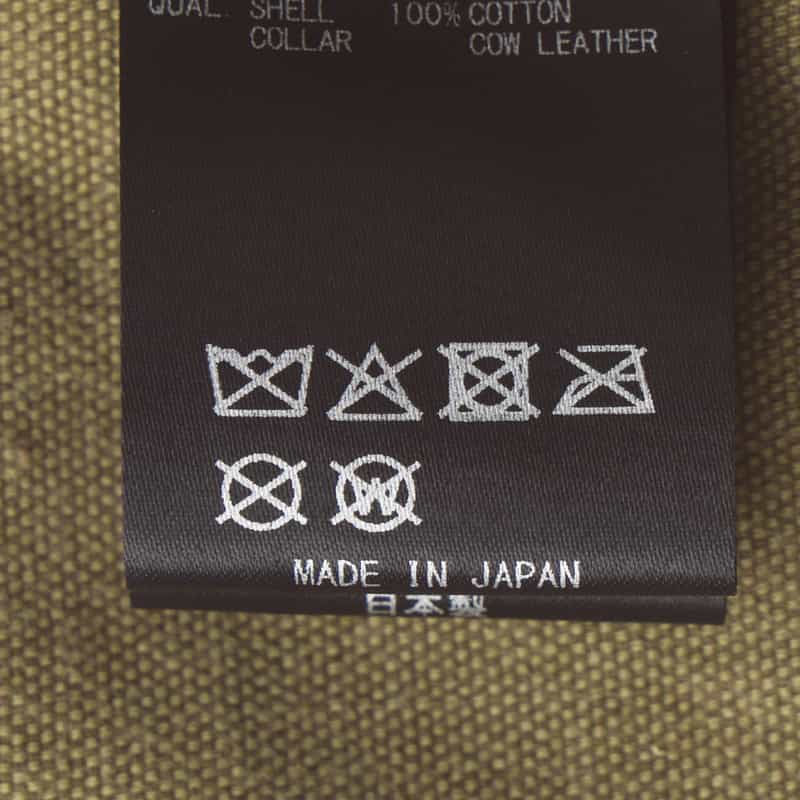 QUAL. SHELL 100% COTTON
COLLAR COW LEATHER
W
MADE IN JAPAN
日本製